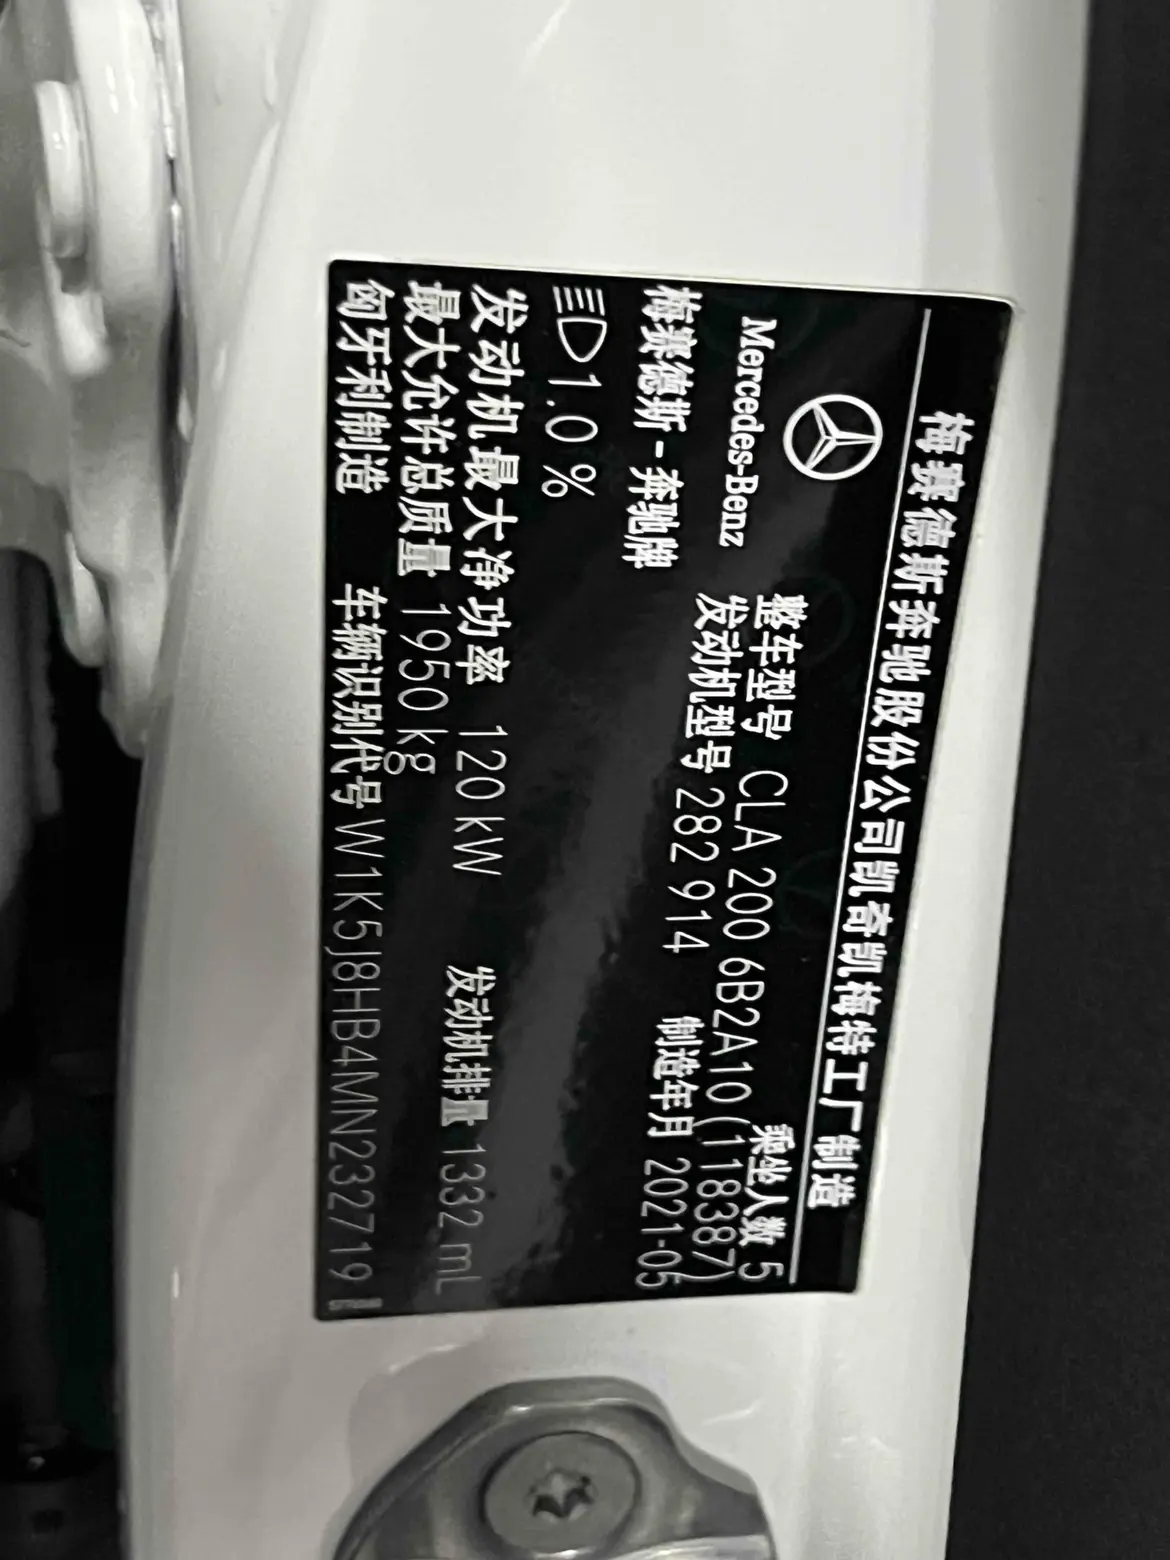 梅赛德斯奔驰股份公司凯奇凯梅特工厂制造
Mercedes-Benz
乘坐人数 5
整车型号 CLA 200 6B2A10 (118387)
发动机型号 282 914 制造年月 2021-05
梅赛德斯-奔驰牌
1.0%
发动机最大净功率 120 kW 发动机排量 1332 mL
最大允许总质量 1950 kg
匈牙利制造 车辆识别代号 W1K5J8HB4MN232719